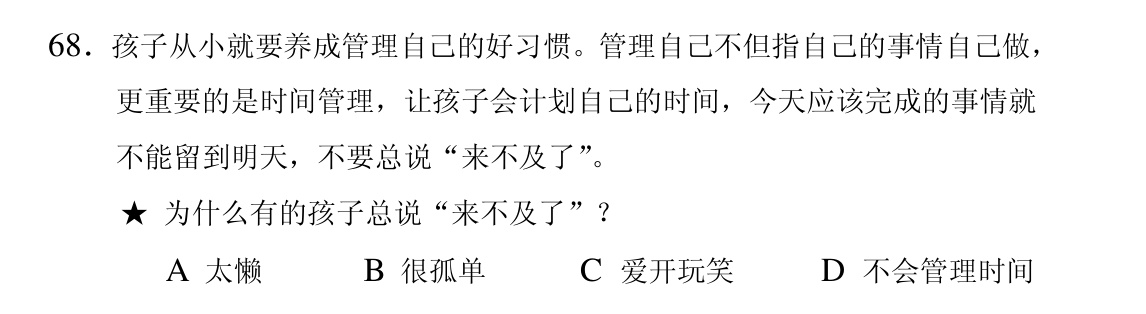 68．孩子从小就要养成管理自己的好习惯。管理自己不但指自己的事情自己做，
更重要的是时间管理，让孩子会计划自己的时间，今天应该完成的事情就
不能留到明天，不要总说“来不及了”。
★ 为什么有的孩子总说“来不及了”？
A 太懒 B 很孤单 C 爱开玩笑 D 不会管理时间